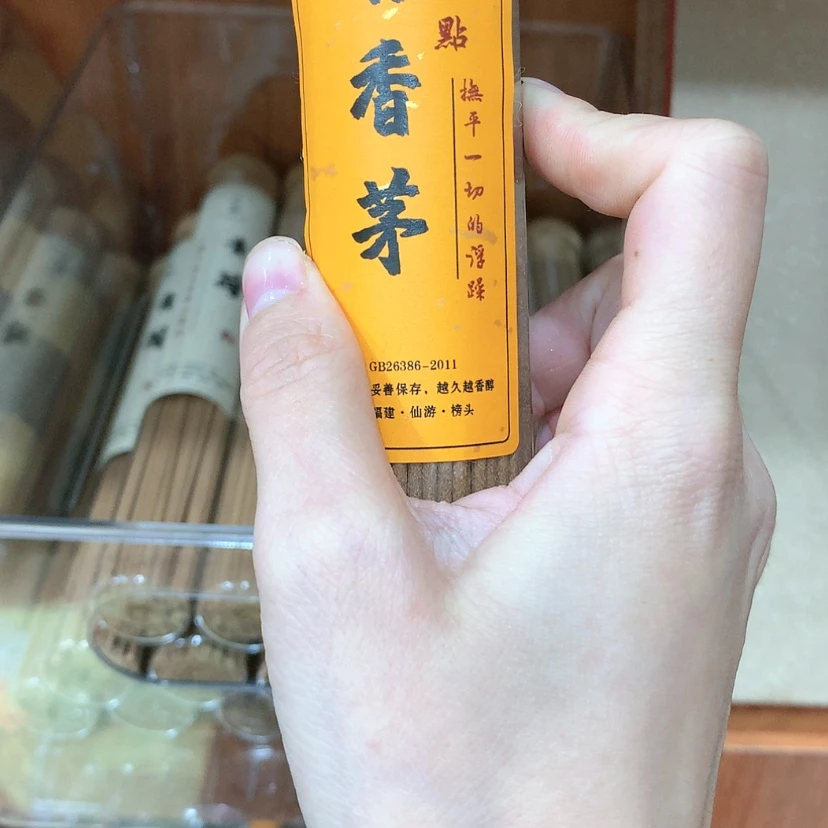 香茅
點
撫平一切的浮躁
GB26386-2011
妥善保存，越久越香醇
福建·仙游·榜头